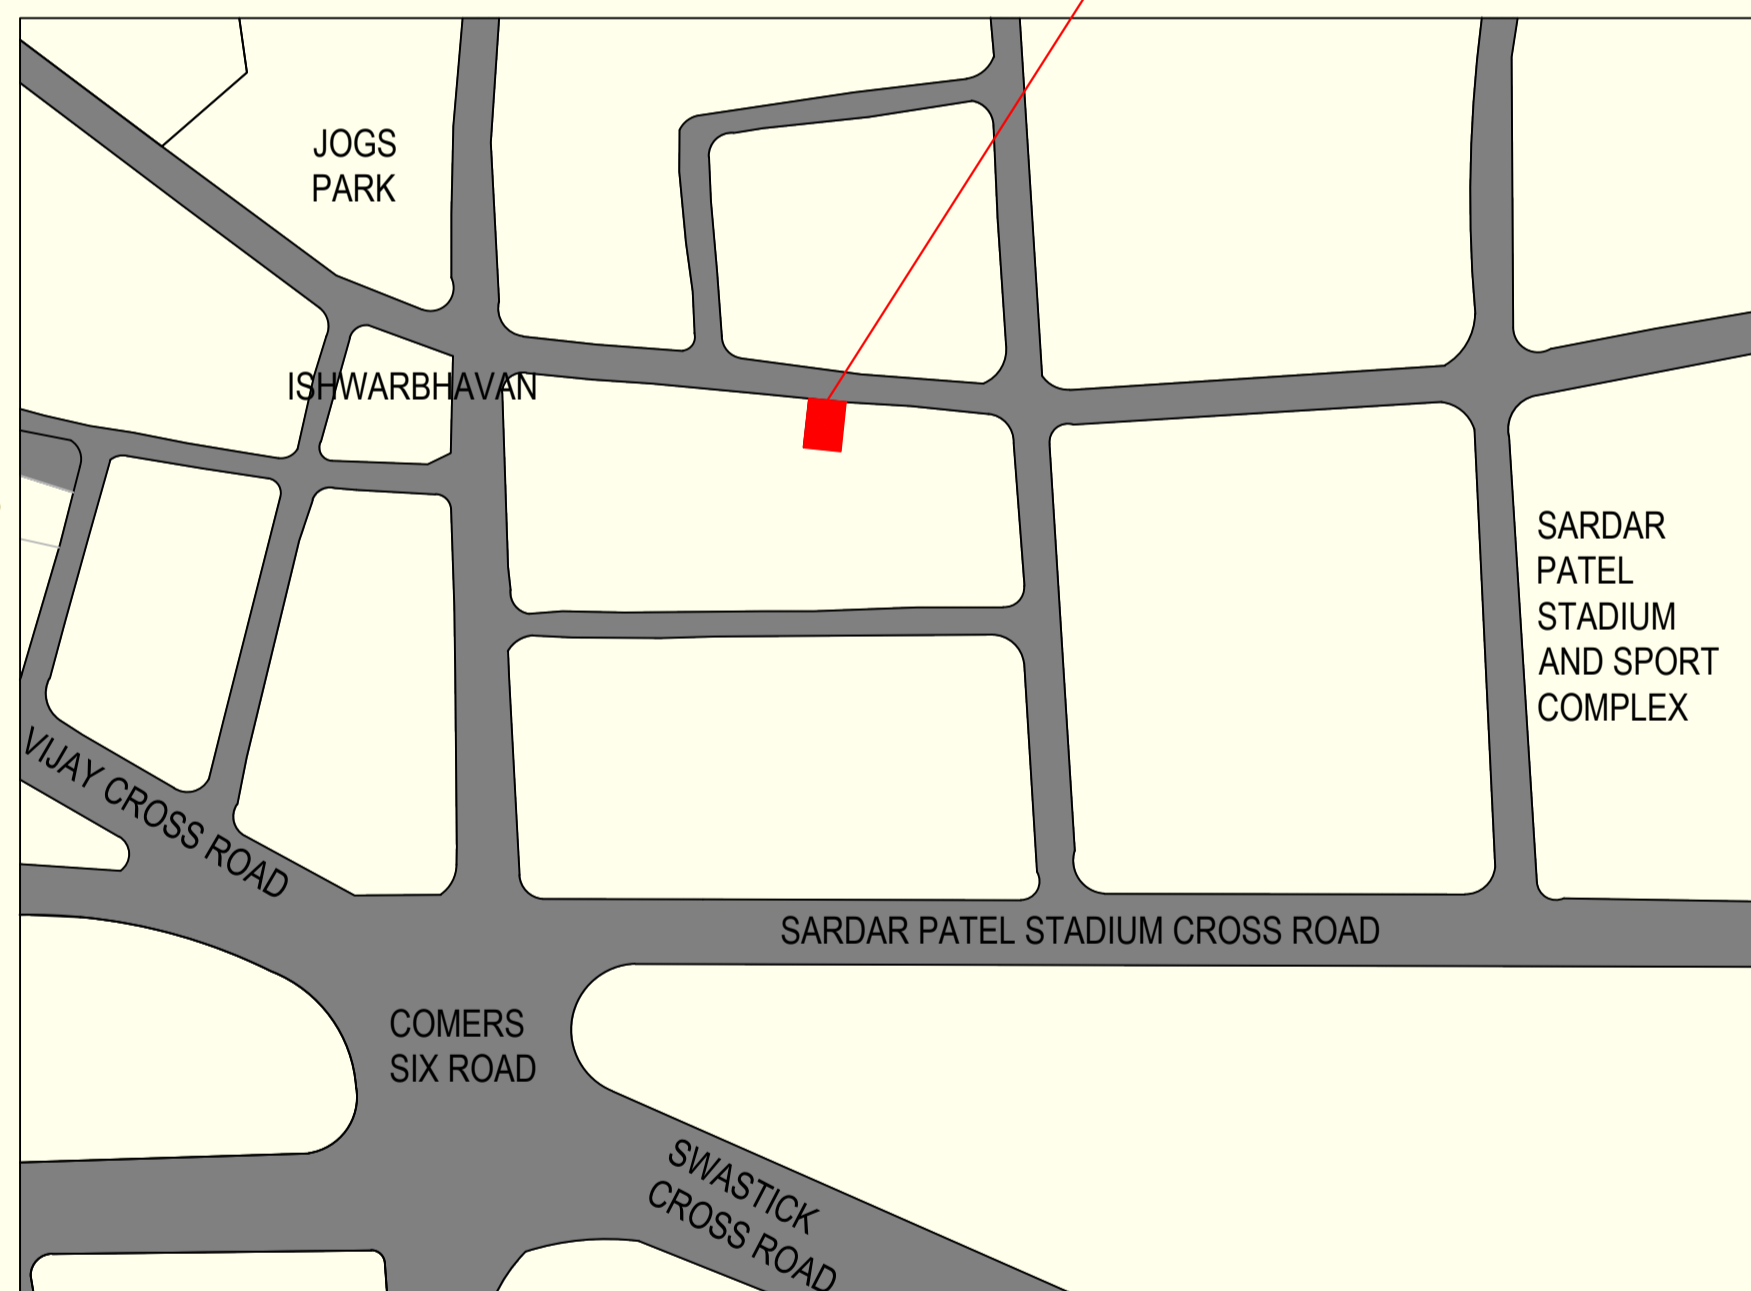 JOGS
PARK
ISHWARBHAVAN
SARDAR
PATEL
STADIUM
AND SPORT
COMPLEX
VIJAY CROSS ROAD
SARDAR PATEL STADIUM CROSS ROAD
COMERS
SIX ROAD
SWASTICK
CROSS ROAD